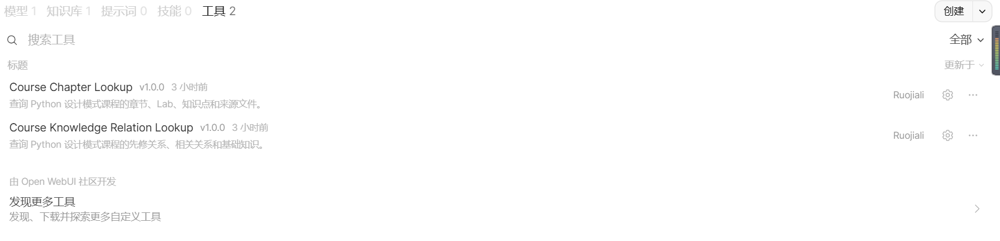 模型 1 知识库 1 提示词 0 技能 0 工具 2 创建
搜索工具 全部
标题 更新于
Course Chapter Lookup v1.0.0 3 小时前
查询 Python 设计模式课程的章节、Lab、知识点和来源文件。 Ruojiali
Course Knowledge Relation Lookup v1.0.0 3 小时前
查询 Python 设计模式课程的先修关系、相关关系和基础知识。 Ruojiali
由 Open WebUI 社区开发
发现更多工具
发现、下载并探索更多自定义工具